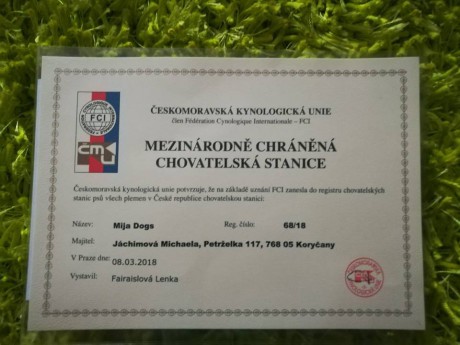 FCI
ČMKU
ČESKOMORAVSKÁ KYNOLOGICKÁ UNIE
člen Fédération Cynologique Internationale – FCI
MEZINÁRODNĚ CHRÁNĚNÁ
CHOVATELSKÁ STANICE
Českomoravská kynologická unie potvrzuje, že na základě uznání FCI zanesla do registru chovatelských
stanic psů všech plemen v České republice chovatelskou stanici:
Název: Mija Dogs Reg. číslo: 68/18
Majitel: Jáchimová Michaela, Petrželka 117, 768 05 Koryčany
V Praze dne: 08.03.2018
Vystavil: Fairaislová Lenka